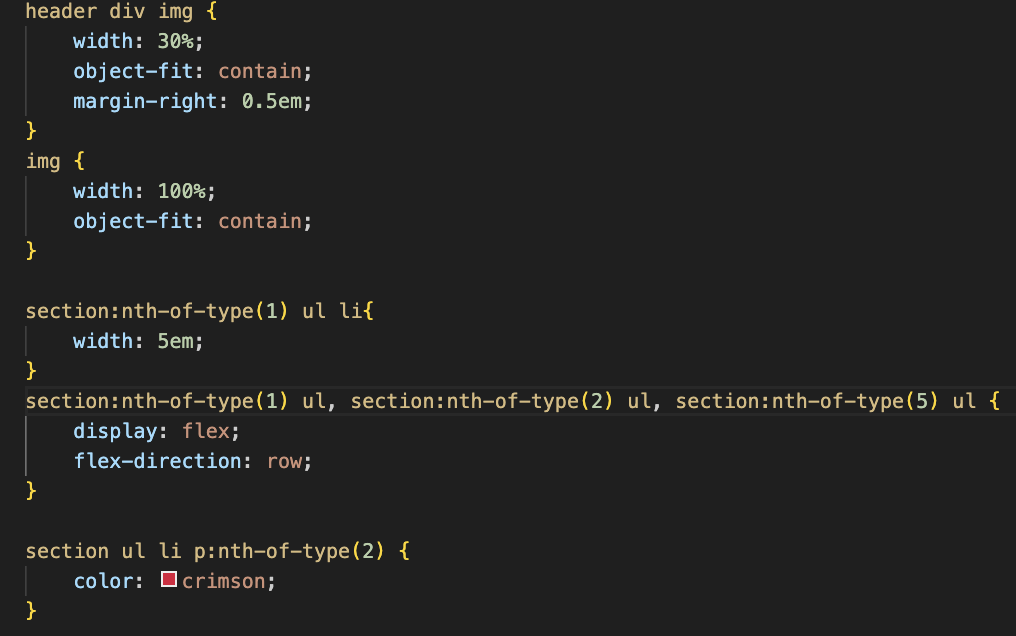 header div img {
    width: 30%;
    object-fit: contain;
    margin-right: 0.5em;
}
img {
    width: 100%;
    object-fit: contain;
}

section:nth-of-type(1) ul li{
    width: 5em;
}
section:nth-of-type(1) ul, section:nth-of-type(2) ul, section:nth-of-type(5) ul {
    display: flex;
    flex-direction: row;
}

section ul li p:nth-of-type(2) {
    color: crimson;
}